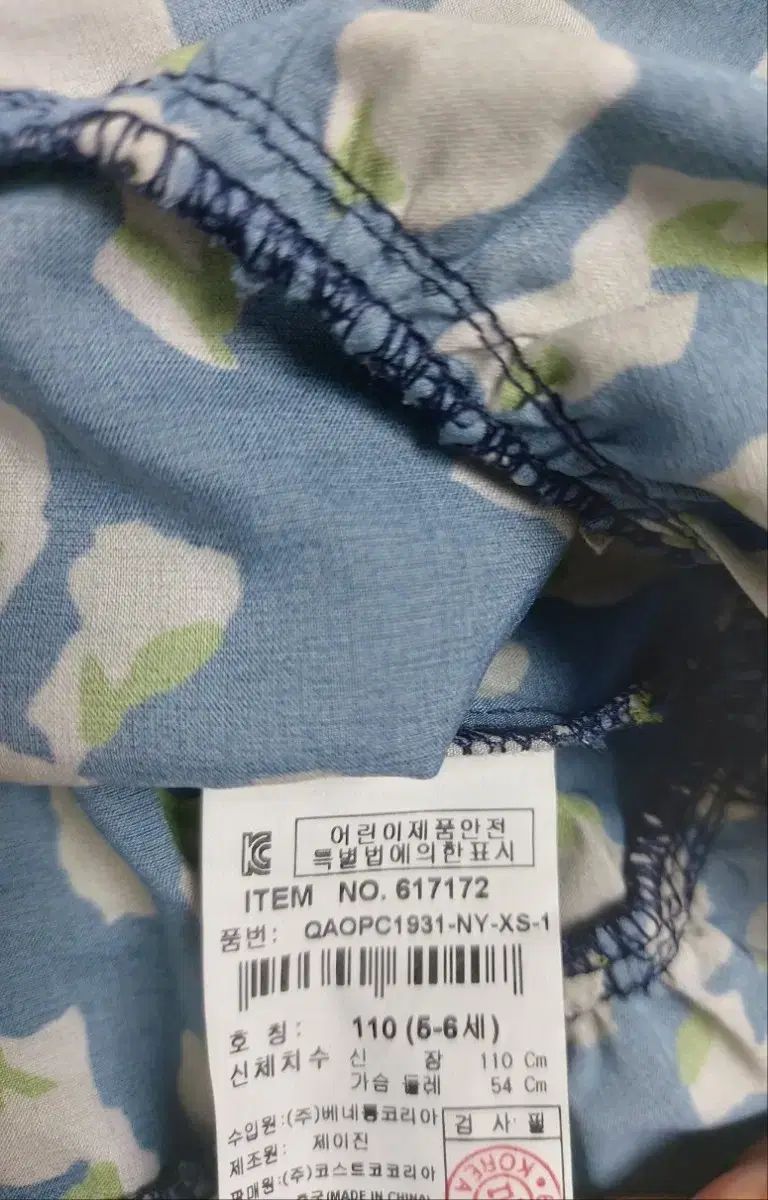 어린이제품안전
특별법에의한표시
ITEM NO. 617172
품번: QAOPC1931-NY-XS-1
호 칭: 110 (5-6세)
신체치수 신 장 110 Cm
가슴 둘레 54 Cm
수입원:(주)베네통코리아
제조원: 제이진
판매원:(주)코스트코코리아
중국(MADE IN CHINA)
검 사 필
KOREA